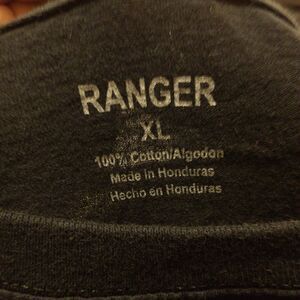 RANGER
XL
100% Cotton/Algodon
Made in Honduras
Hecho en Honduras